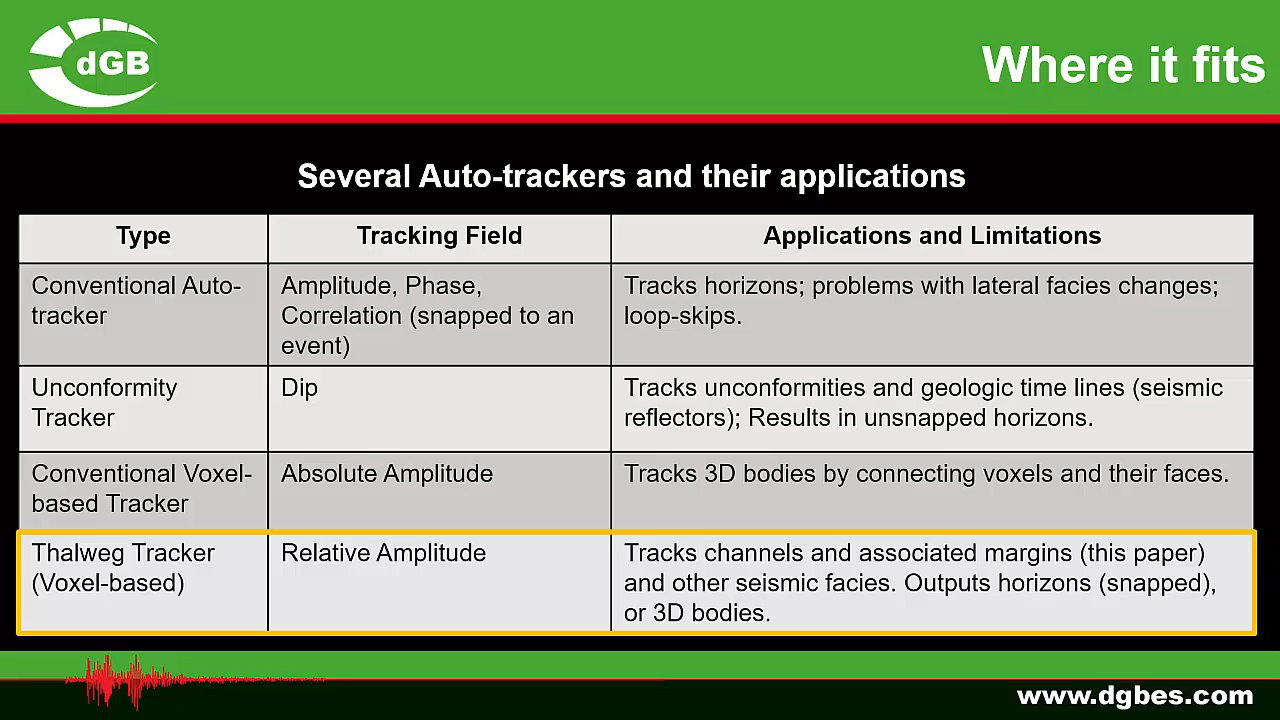 dGB
Where it fits
Several Auto-trackers and their applications
Type
Tracking Field
Applications and Limitations
Conventional Auto-
tracker
Amplitude, Phase,
Correlation (snapped to an
event)
Tracks horizons; problems with lateral facies changes;
loop-skips.
Unconformity
Tracker
Dip
Tracks unconformities and geologic time lines (seismic
reflectors); Results in unsnapped horizons.
Conventional Voxel-
based Tracker
Absolute Amplitude
Tracks 3D bodies by connecting voxels and their faces.
Thalweg Tracker
(Voxel-based)
Relative Amplitude
Tracks channels and associated margins (this paper)
and other seismic facies. Outputs horizons (snapped),
or 3D bodies.
www.dgbes.com